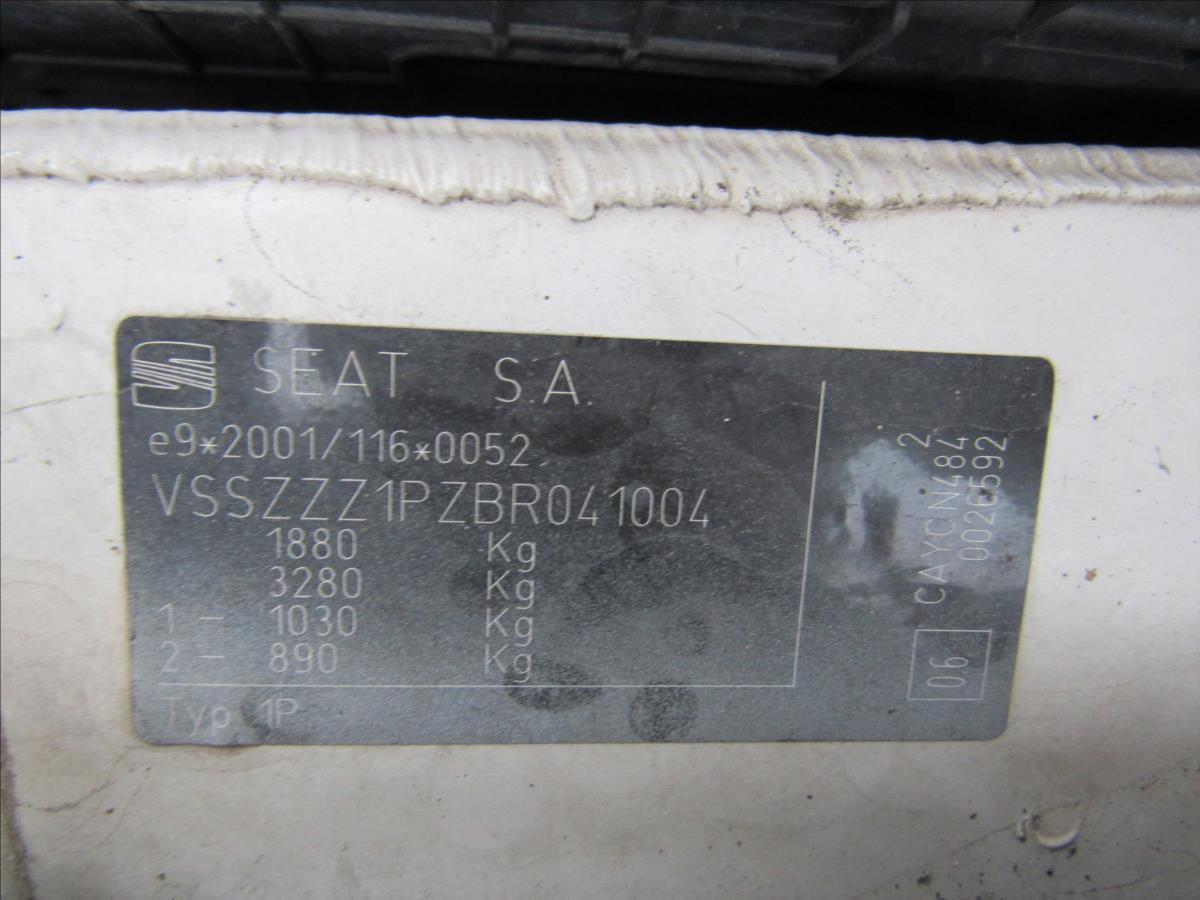 SEAT S.A.
e9*2001/116*0052
VSSZZZ1PZBR041004
1880 Kg
3280 Kg
1 - 1030 Kg
2 - 890 Kg
Typ 1P
2
CAYCN484
0026592
06